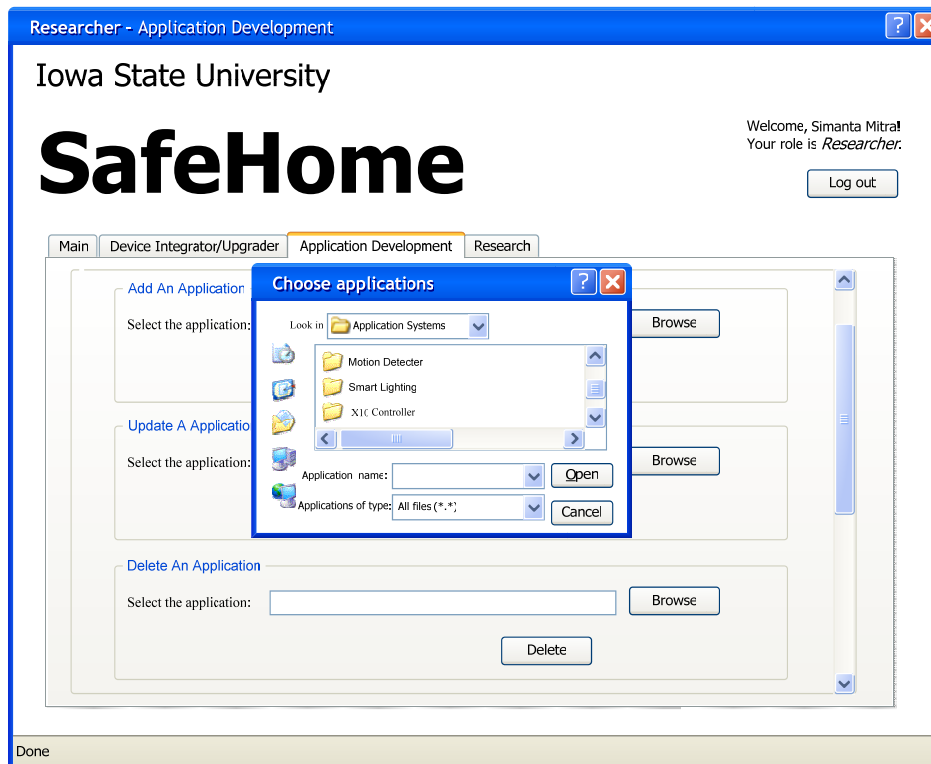 Researcher - Application Development
Iowa State University
SafeHome
Welcome, Simanta Mitra!
Your role is Researcher.
Log out
Main Device Integrator/Upgrader Application Development Research
Add An Application
Select the application:
Browse
Choose applications
Look in Application Systems
Motion Detecter
Smart Lighting
X10 Controller
Application name:
Open
Applications of type: All files (*.*)
Cancel
Update A Applicatio
Select the application:
Browse
Delete An Application
Select the application:
Browse
Delete
Done